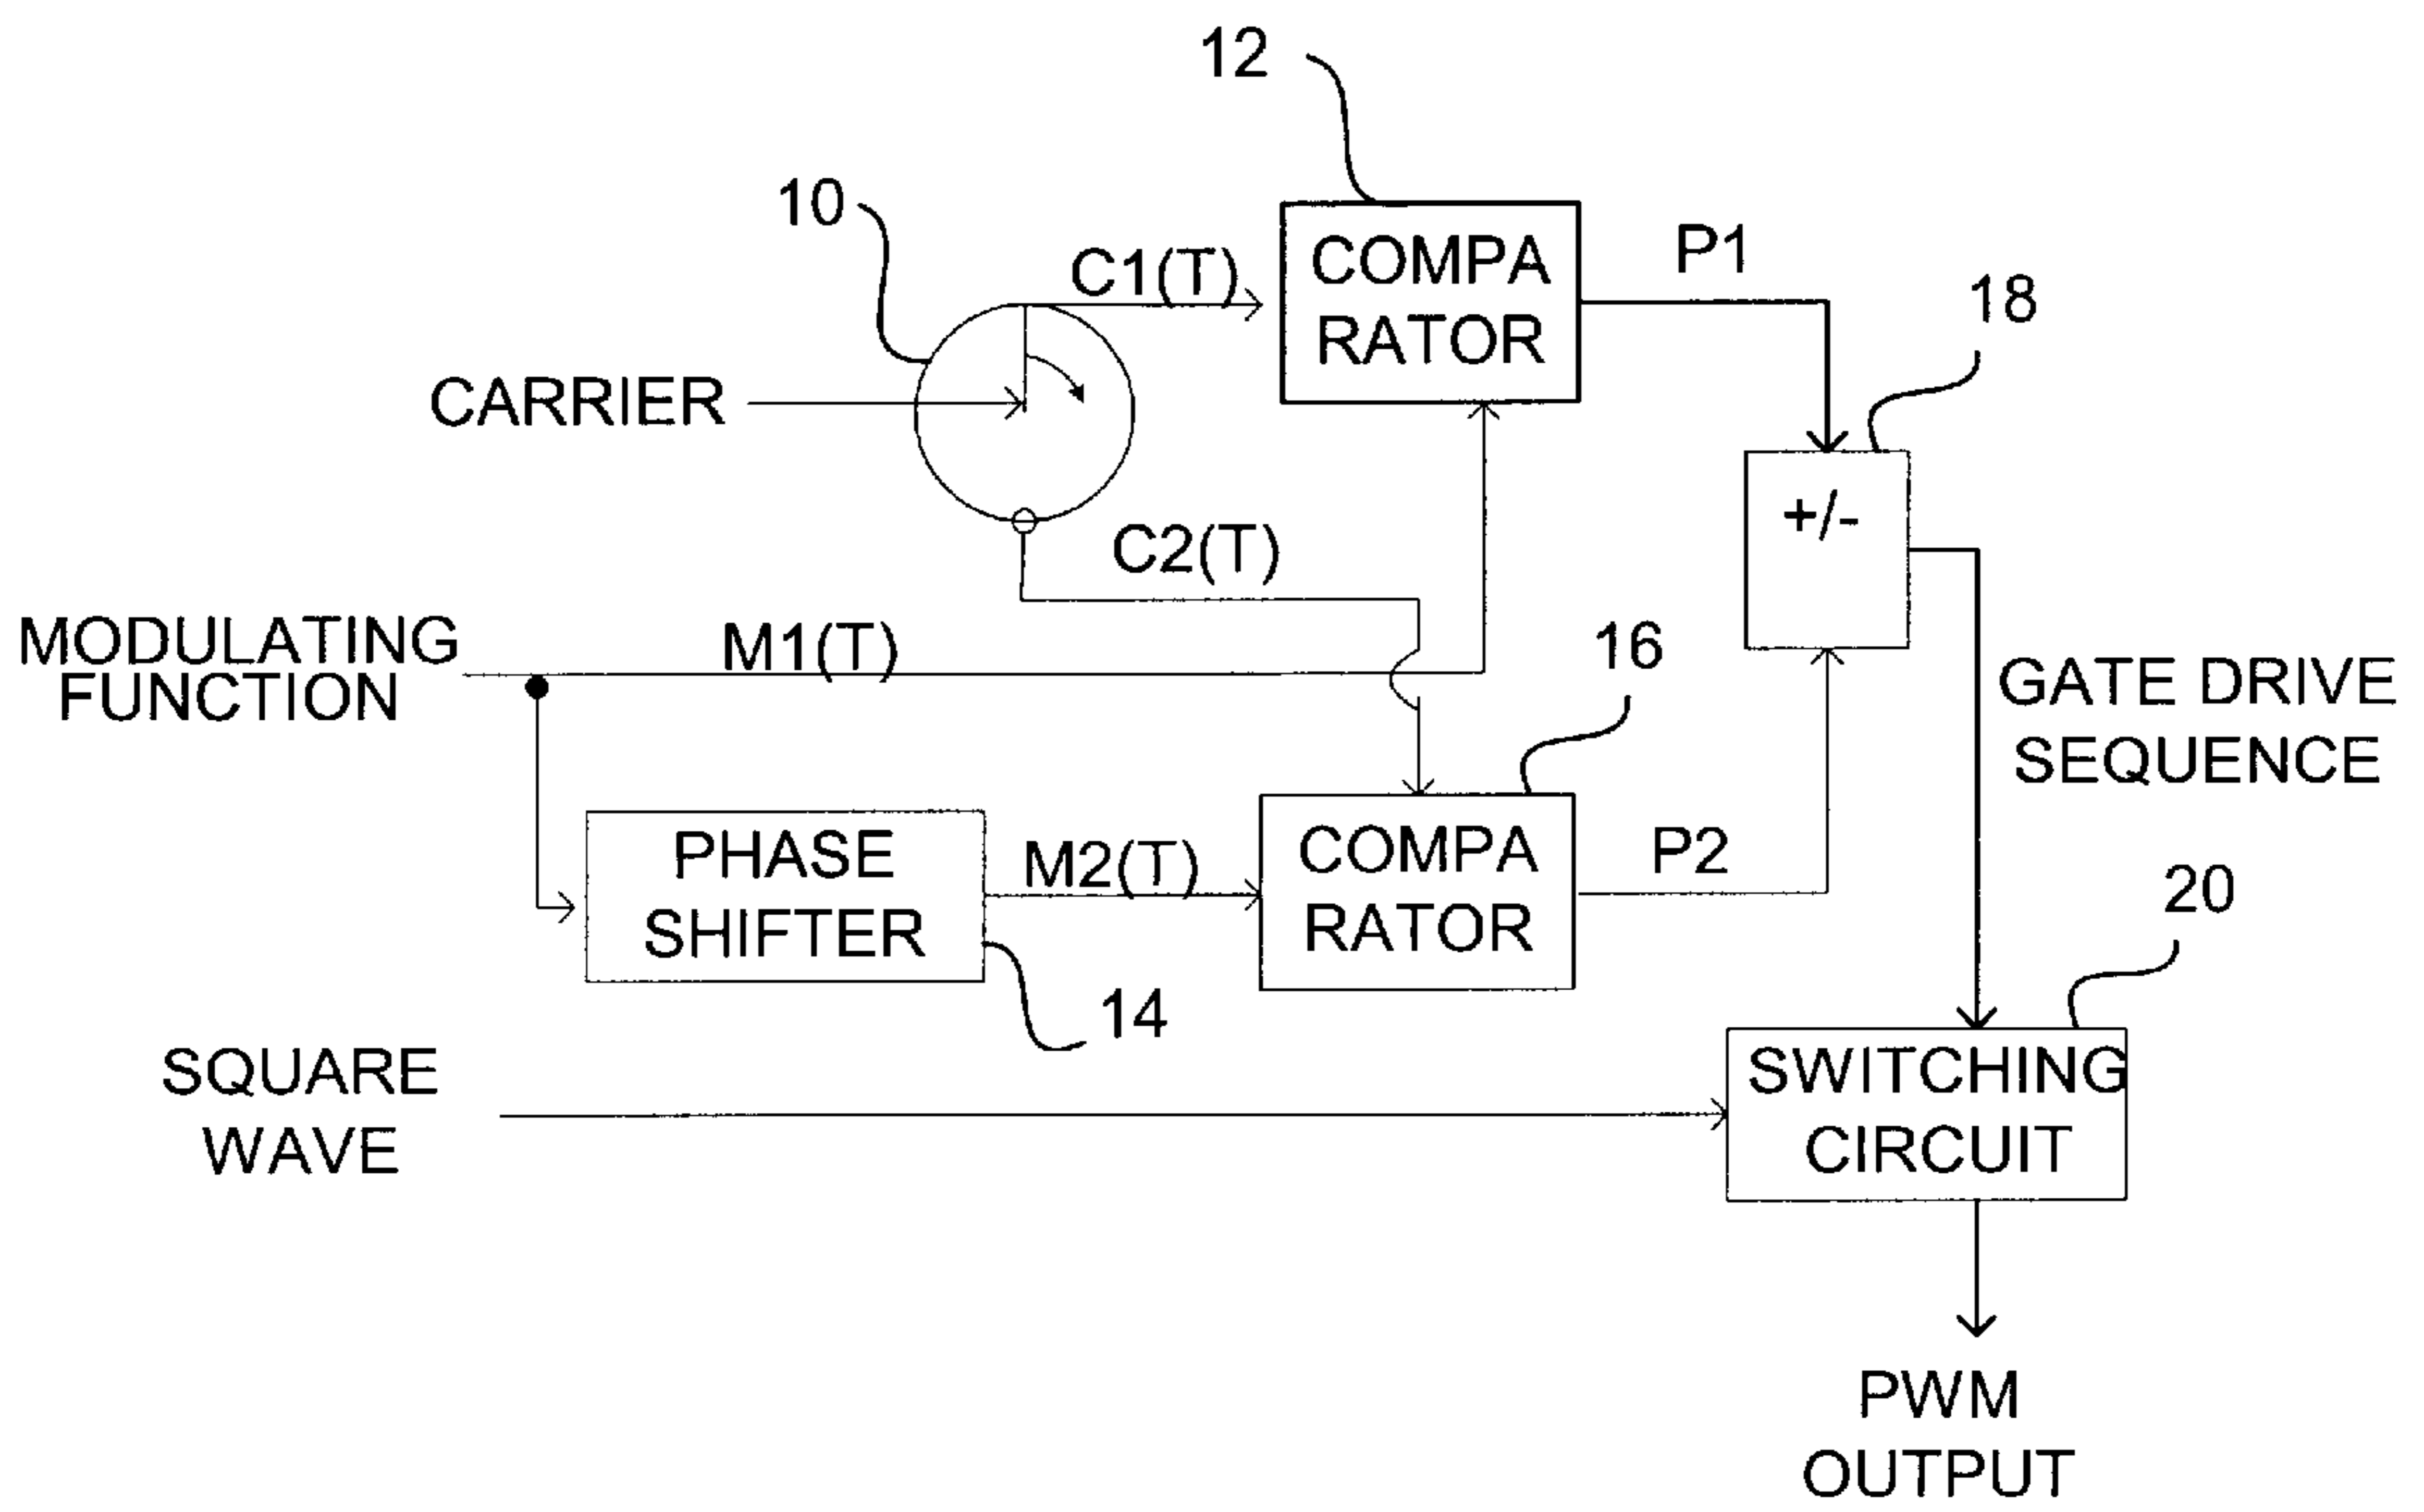 12
10
C1(T)
COMPA
RATOR
P1
18
CARRIER
+/-
C2(T)
MODULATING
FUNCTION
M1(T)
16
GATE DRIVE
SEQUENCE
PHASE
SHIFTER
M2(T)
COMPA
RATOR
P2
20
14
SQUARE
WAVE
SWITCHING
CIRCUIT
PWM
OUTPUT